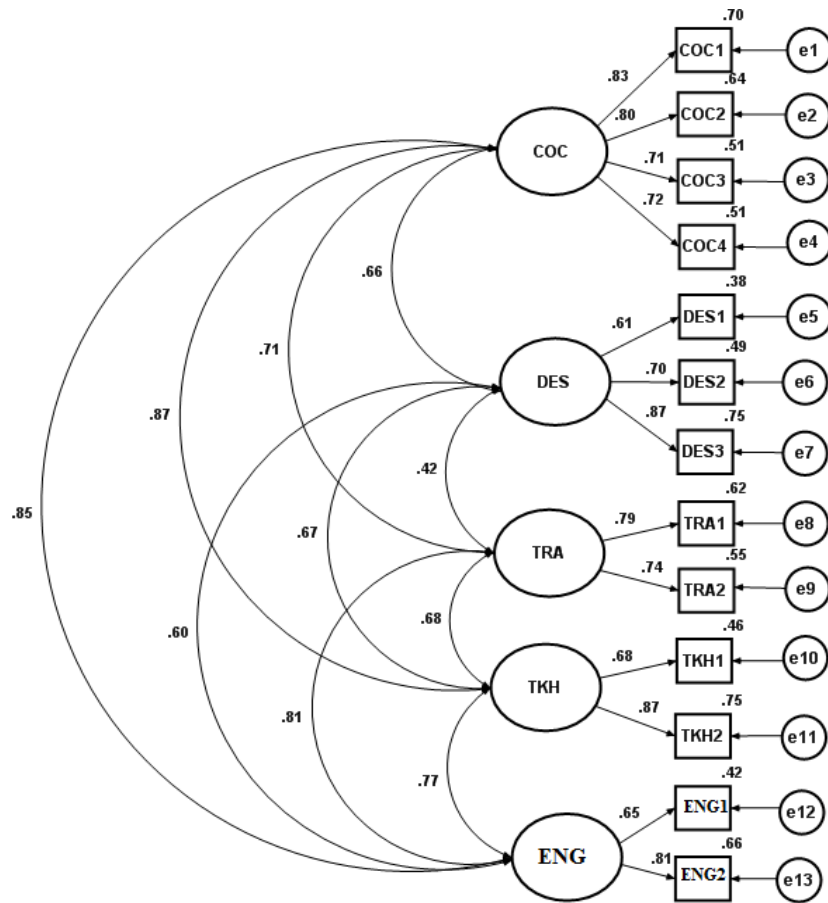 .70
COC1
e1
.83
.64
COC2
e2
.80
.51
COC
COC3
e3
.71
.51
.72
COC4
e4
.66
.38
DES1
e5
.61
.49
DES
.70
DES2
e6
.87
.75
DES3
e7
.71
.87
.42
.85
.67
.62
.79
TRA1
e8
TRA
.55
.74
TRA2
e9
.60
.68
.46
.68
TKH1
e10
TKH
.75
.87
TKH2
e11
.81
.77
.42
.65
ENG1
e12
ENG
.66
.81
ENG2
e13